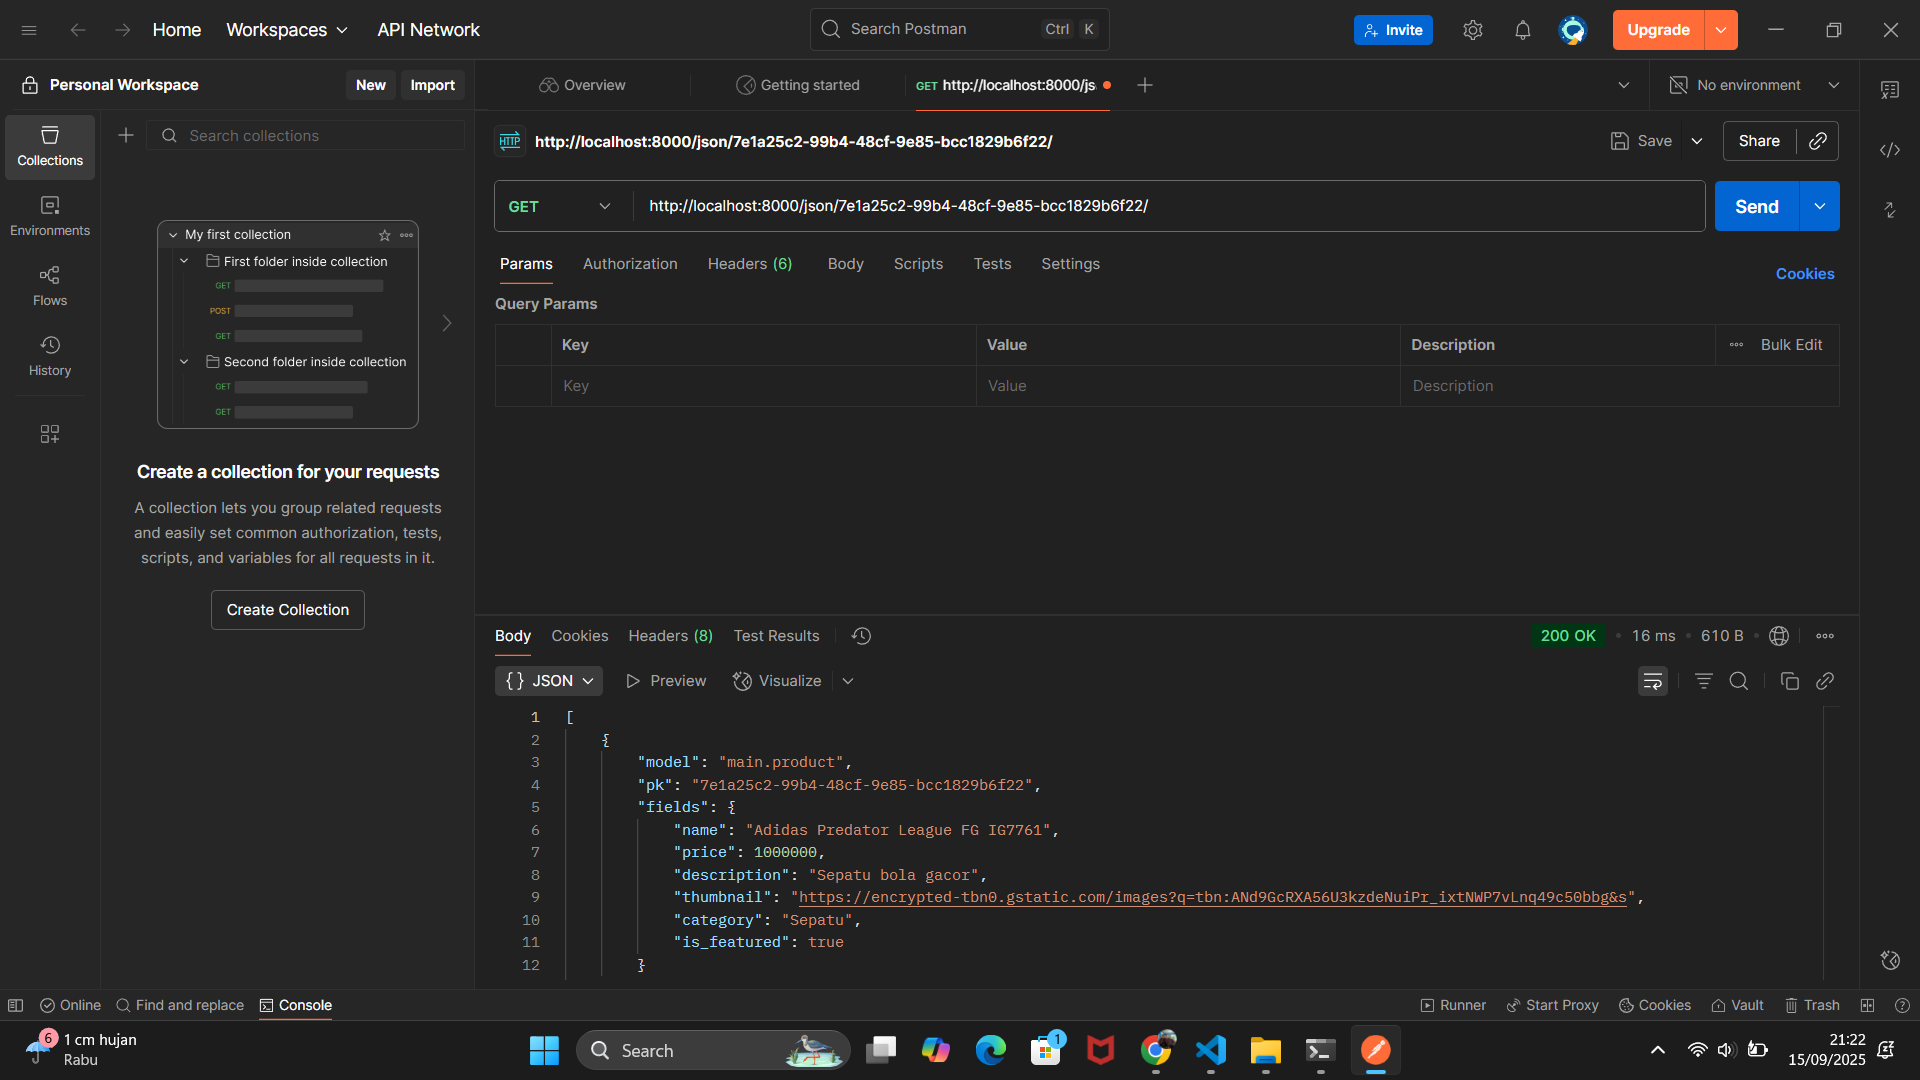 Home
Workspaces
API Network
Search Postman
Ctrl K
Invite
Upgrade
Personal Workspace
New
Import
Overview
Getting started
GET http://localhost:8000/js
No environment
Collections
Search collections
HTTP http://localhost:8000/json/7e1a25c2-99b4-48cf-9e85-bcc1829b6f22/
Save
Share
Environments
GET
http://localhost:8000/json/7e1a25c2-99b4-48cf-9e85-bcc1829b6f22/
Send
Flows
History
My first collection
First folder inside collection
GET
POST
GET
Second folder inside collection
GET
GET
Create a collection for your requests
A collection lets you group related requests
and easily set common authorization, tests,
scripts, and variables for all requests in it.
Create Collection
Params Authorization Headers (6) Body Scripts Tests Settings
Cookies
Query Params
Key Value Description Bulk Edit
Key Value Description
Body Cookies Headers (8) Test Results
200 OK 16 ms 610 B
{} JSON Preview Visualize
1 [
2 {
3 "model": "main.product",
4 "pk": "7e1a25c2-99b4-48cf-9e85-bcc1829b6f22",
5 "fields": {
6 "name": "Adidas Predator League FG IG7761",
7 "price": 1000000,
8 "description": "Sepatu bola gacor",
9 "thumbnail": "https://encrypted-tbn0.gstatic.com/images?q=tbn:ANd9GcRXA56U3kzdeNuiPr_ixtNWP7vLnq49c50bbg&s",
10 "category": "Sepatu",
11 "is_featured": true
12 }
Online
Find and replace
Console
Runner
Start Proxy
Cookies
Vault
Trash
6
1 cm hujan
Rabu
Search
1
21:22
15/09/2025